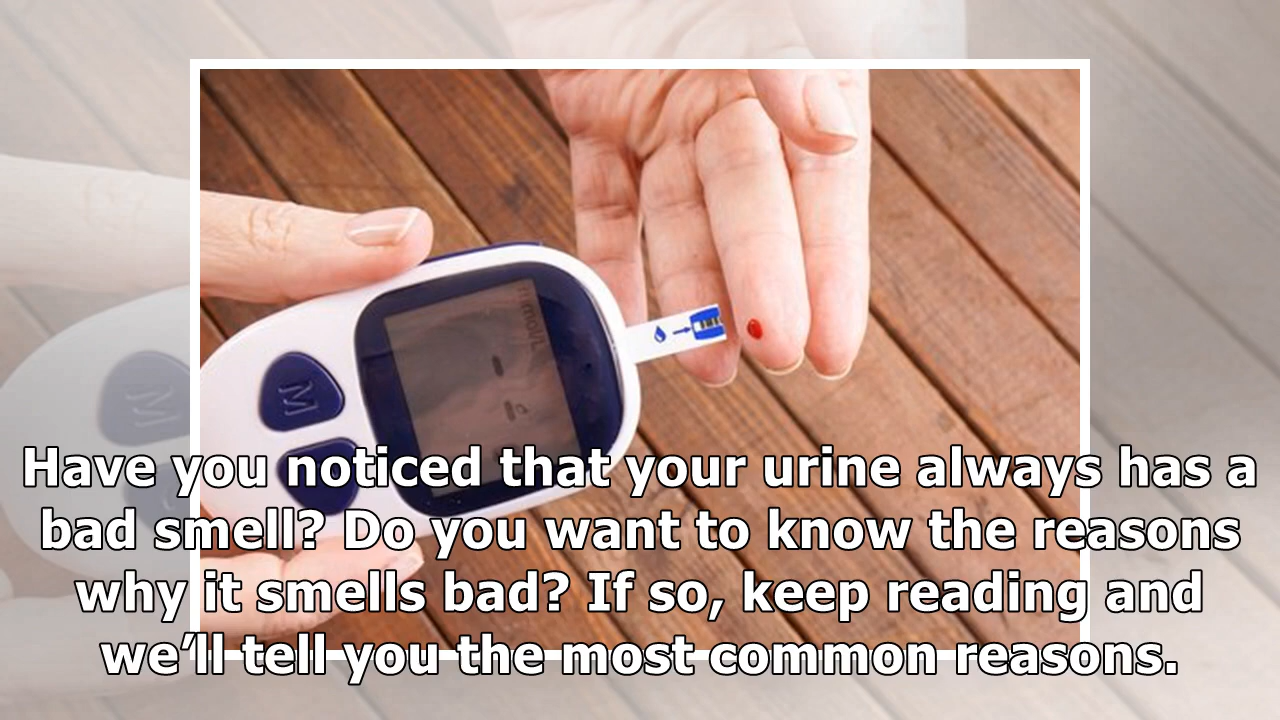 mmol/L
M
M
Have you noticed that your urine always has a
bad smell? Do you want to know the reasons
why it smells bad? If so, keep reading and
we’ll tell you the most common reasons.